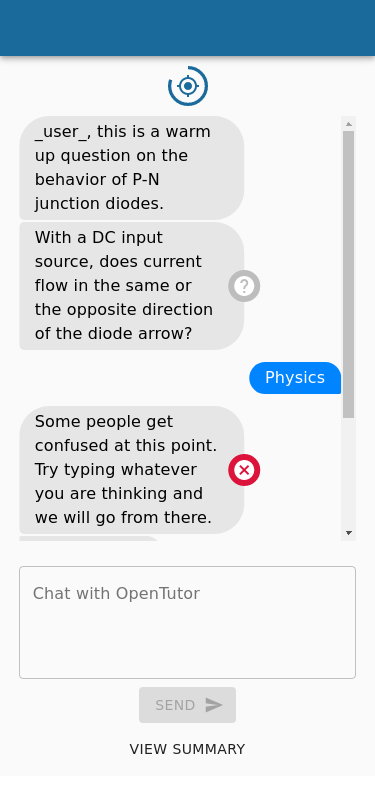 _user_, this is a warm
up question on the
behavior of P-N
junction diodes.
With a DC input
source, does current
flow in the same or
the opposite direction
of the diode arrow?
?
Physics
Some people get
confused at this point.
Try typing whatever
you are thinking and
we will go from there.
Chat with OpenTutor
SEND
VIEW SUMMARY